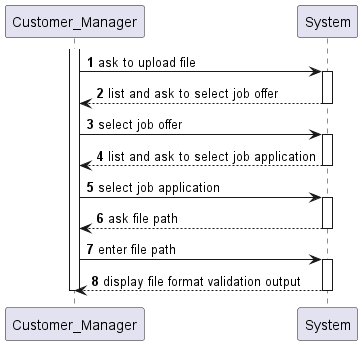 Customer_Manager System
1 ask to upload file
2 list and ask to select job offer
3 select job offer
4 list and ask to select job application
5 select job application
6 ask file path
7 enter file path
8 display file format validation output
Customer_Manager System